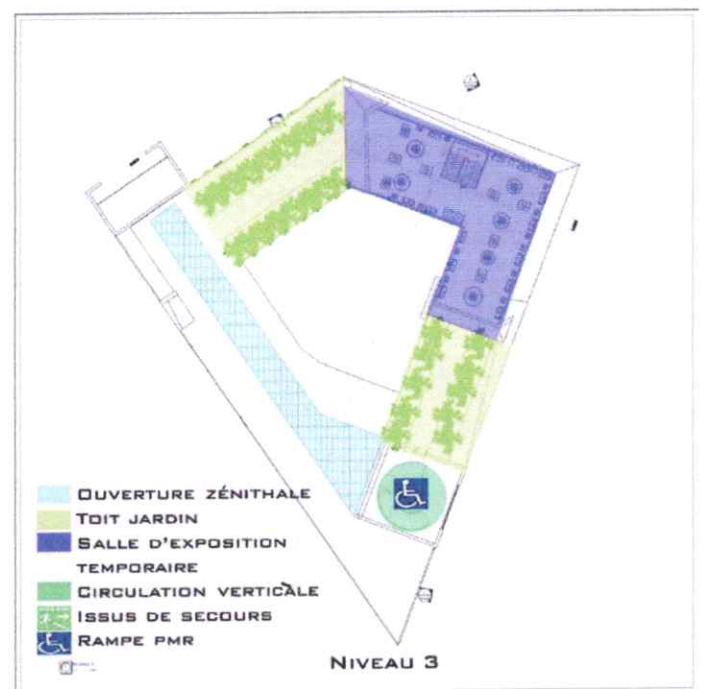 OUVERTURE ZÉNITHALE
TOIT JARDIN
SALLE D'EXPOSITION
TEMPORAIRE
CIRCULATION VERTICALE
ISSUS DE SECOURS
RAMPE PMR
NIVEAU 3